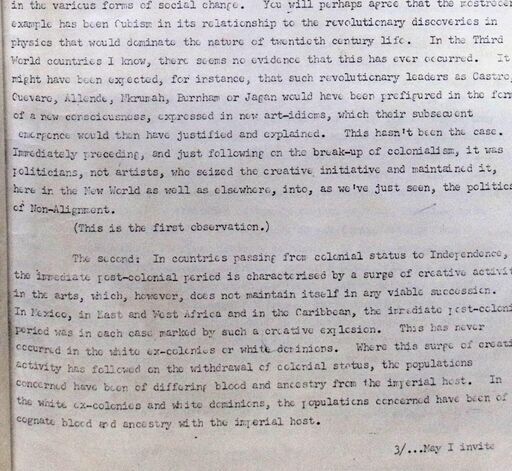 in the various forms of social change.  You will perhaps agree that the mostrecen
example has been Cubism in its relationship to the revolutionary discoveries in
physics that would dominate the nature of twentieth century life.  In the Third
World countries I know, there seems no evidence that this has ever occurred.  It
might have been expected, for instance, that such revolutionary leaders as Castro,
Guevara, Allende, Nkrumah, Burnham or Jagan would have been prefigured in the form
of a new consciousness, expressed in new art-idioms, which their subsequent
emergence would then have justified and explained.  This hasn't been the case.
Immediately preceding, and just following on the break-up of colonialism, it was
politicians, not artists, who seized the creative initiative and maintained it,
here in the New World as well as elsewhere, into, as we've just seen, the politics
of Non-Alignment.
(This is the first observation.)
The second: In countries passing from colonial status to Independence,
the immediate post-colonial period is characterised by a surge of creative activit
in the arts, which, however, does not maintain itself in any viable succession.
In Mexico, in East and West Africa and in the Caribbean, the immediate post-coloni
period was in each case marked by such a creative explosion.  This has never
occurred in the white ex-colonies or white dominions.  Where this surge of creati
activity has followed on the withdrawal of colonial status, the populations
concerned have been of differing blood and ancestry from the imperial host.  In
the white ex-colonies and white dominions, the populations concerned have been of
cognate blood and ancestry with the imperial host.
3/...May I invite